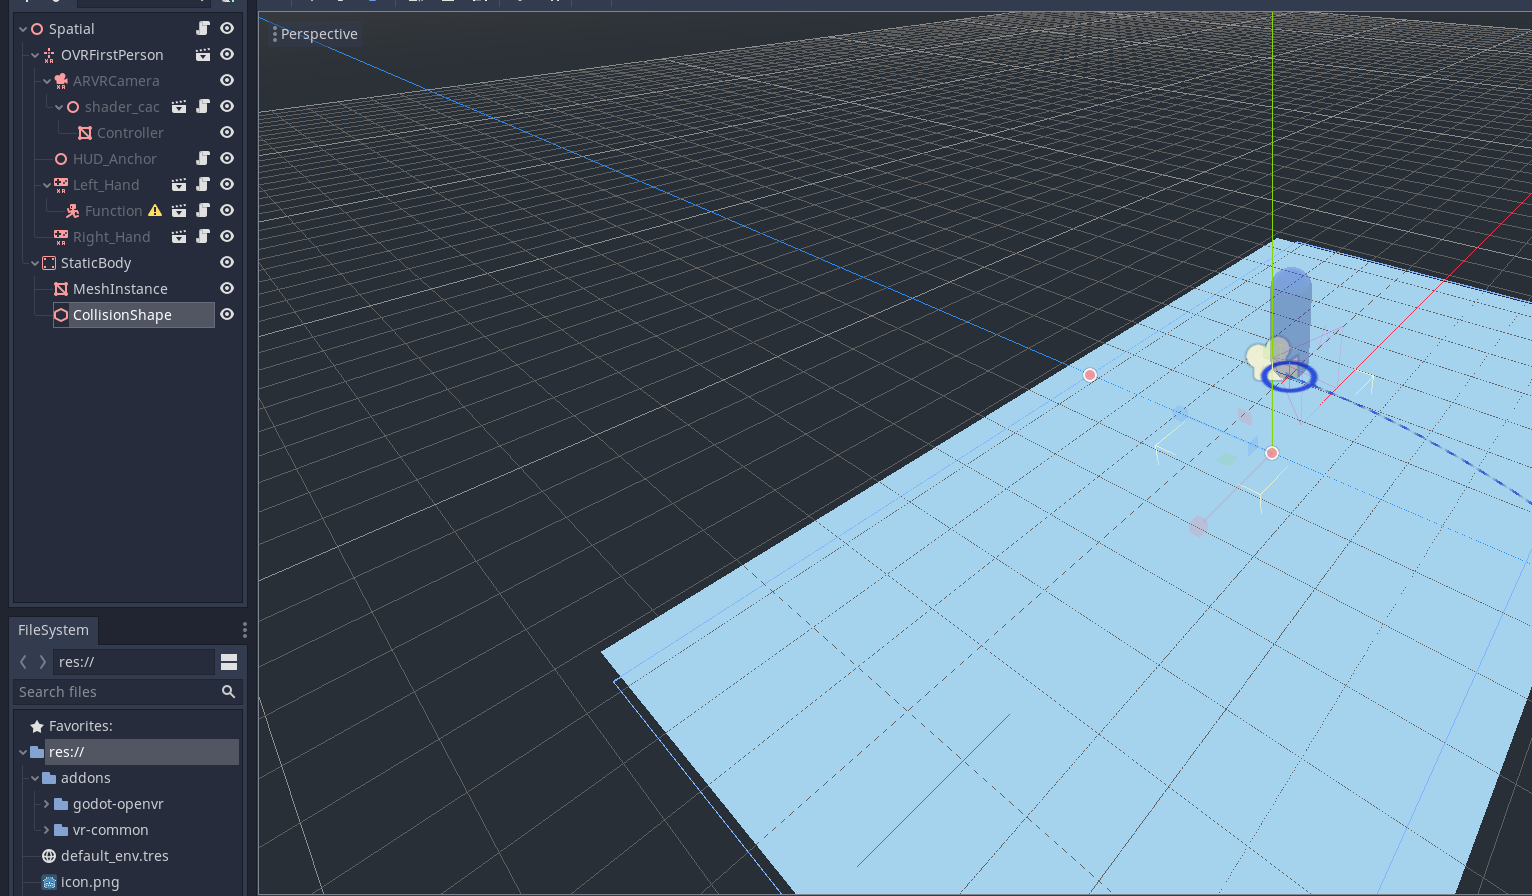 Spatial
OVRFirstPerson
ARVRCamera
shader_cac
Controller
HUD_Anchor
Left_Hand
Function
Right_Hand
StaticBody
MeshInstance
CollisionShape
Perspective
FileSystem
res://
Search files
Favorites:
res://
addons
godot-openvr
vr-common
default_env.tres
icon.png